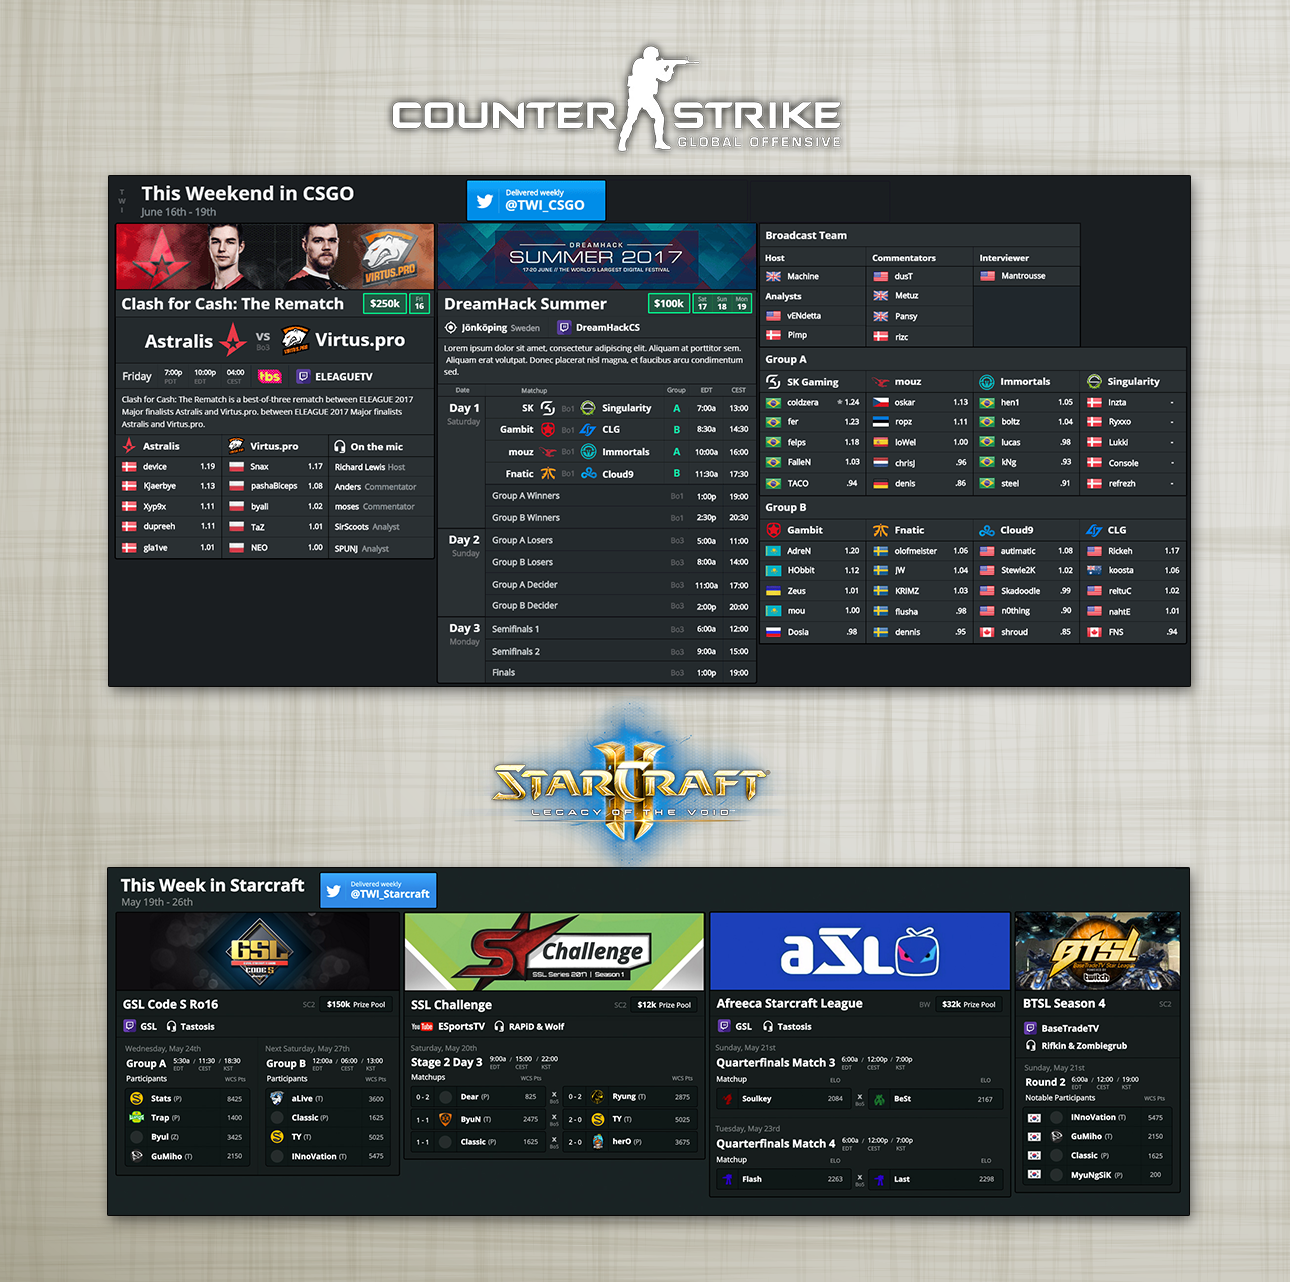 COUNTER STRIKE
GLOBAL OFFENSIVE
TWI
This Weekend in CSGO
June 16th - 19th
Delivered weekly
@TWI_CSGO
VIRTUS.PRO
Clash for Cash: The Rematch $250k Fri 16
Astralis VS Bo3 Virtus.pro
Friday 7:00p PDT 10:00p EDT 04:00 CEST tbs ELEAGUETV
Clash for Cash: The Rematch is a best-of-three rematch between ELEAGUE 2017
Major finalists Astralis and Virtus.pro. between ELEAGUE 2017 Major finalists
Astralis and Virtus.pro.
Astralis Virtus.pro On the mic
device 1.19 Snax 1.17 Richard Lewis Host
Kjaerbye 1.13 pashaBiceps 1.08 Anders Commentator
Xyp9x 1.11 byali 1.02 moses Commentator
dupreeh 1.11 TaZ 1.01 SirScoots Analyst
gla1ve 1.01 NEO 1.00 SPUNJ Analyst
DREAMHACK
SUMMER 2017
17-20 JUNE // THE WORLD'S LARGEST DIGITAL FESTIVAL
DreamHack Summer $100k Sat 17 Sun 18 Mon 19
Jönköping Sweden DreamHackCS
Lorem ipsum dolor sit amet, consectetur adipiscing elit. Aliquam at porttitor sem.
Aliquam erat volutpat. Donec placerat nisl magna, et faucibus arcu condimentum
sed.
Date Matchup Group EDT CEST
Day 1 SK Bo1 Singularity A 7:00a 13:00
Saturday
Gambit Bo1 CLG B 8:30a 14:30
mouz Bo1 Immortals A 10:00a 16:00
Fnatic Bo1 Cloud9 B 11:30a 17:30
Group A Winners Bo1 1:00p 19:00
Group B Winners Bo1 2:30p 20:30
Day 2 Group A Losers Bo3 5:00a 11:00
Sunday
Group B Losers Bo3 8:00a 14:00
Group A Decider Bo3 11:00a 17:00
Group B Decider Bo3 2:00p 20:00
Day 3 Semifinals 1 Bo3 6:00a 12:00
Monday
Semifinals 2 Bo3 9:00a 15:00
Finals Bo3 1:00p 19:00
Broadcast Team
Host Commentators Interviewer
Machine dusT Mantrousse
Analysts Metuz
vENdetta Pansy
Pimp rizc
Group A
SK Gaming mouz Immortals Singularity
coldzera * 1.24 oskar 1.13 hen1 1.05 Inzta -
fer 1.23 ropz 1.11 boltz 1.04 Ryxxo -
felps 1.18 loWel 1.00 lucas .98 Lukki -
FalleN 1.03 chrisJ .96 kNg .93 Console -
TACO .94 denis .86 steel .91 refrezh -
Group B
Gambit Fnatic Cloud9 CLG
AdreN 1.20 olofmeister 1.06 autimatic 1.08 Rickeh 1.17
HObbit 1.12 JW 1.04 Stewie2K 1.02 koosta 1.06
Zeus 1.01 KRIMZ 1.03 Skadoodle .99 reltuC 1.02
mou 1.00 flusha .98 n0thing .90 nahtE 1.01
Dosia .98 dennis .95 shroud .85 FNS .94
STARCRAFT II
LEGACY OF THE VOID
This Week in Starcraft
May 19th - 26th
Delivered weekly
@TWI_Starcraft
GSL
CODE S
GSL Code S Ro16 SC2 $150k Prize Pool
GSL Tastosis
Wednesday, May 24th Next Saturday, May 27th
Group A 5:30a EDT / 11:30 CEST / 18:30 KST Group B 12:00a EDT / 06:00 CEST / 13:00 KST
Participants WCS Pts Participants WCS Pts
Stats (P) 8425 aLive (T) 3600
Trap (P) 1400 Classic (P) 1625
Byul (Z) 3425 TY (T) 5025
GuMiho (T) 2150 INnoVation (T) 5475
S Challenge
SSL Series 2017 | Season 1
SSL Challenge SC2 $12k Prize Pool
YouTube ESportsTV RAPiD & Wolf
Saturday, May 20th
Stage 2 Day 3 9:00a EDT / 15:00 CEST / 22:00 KST
Matchups WCS Pts WCS Pts
0 - 2 Dear (P) 825 x Bo5 0 - 2 Ryung (T) 2875
1 - 1 ByuN (T) 2475 x Bo5 2 - 0 TY (T) 5025
1 - 1 Classic (P) 1625 x Bo5 2 - 0 herO (P) 3675
aSL
Afreeca Starcraft League BW $32k Prize Pool
GSL Tastosis
Sunday, May 21st
Quarterfinals Match 3 6:00a EDT / 12:00p CEST / 7:00p KST
Matchup ELO ELO
Soulkey 2084 x Bo5 BeSt 2167
Tuesday, May 23rd
Quarterfinals Match 4 6:00a EDT / 12:00p CEST / 7:00p KST
Matchup ELO ELO
Flash 2263 x Bo5 Last 2298
BTSL
BaseTradeTV Star League
POWERED BY
twitch
BTSL Season 4 SC2
BaseTradeTV
Rifkin & Zombiegrub
Sunday, May 21st
Round 2 6:00a EDT / 12:00 CEST / 19:00 KST
Notable Participants WCS Pts
INnoVation (T) 5475
GuMiho (T) 2150
Classic (P) 1625
MyuNgSiK (P) 200